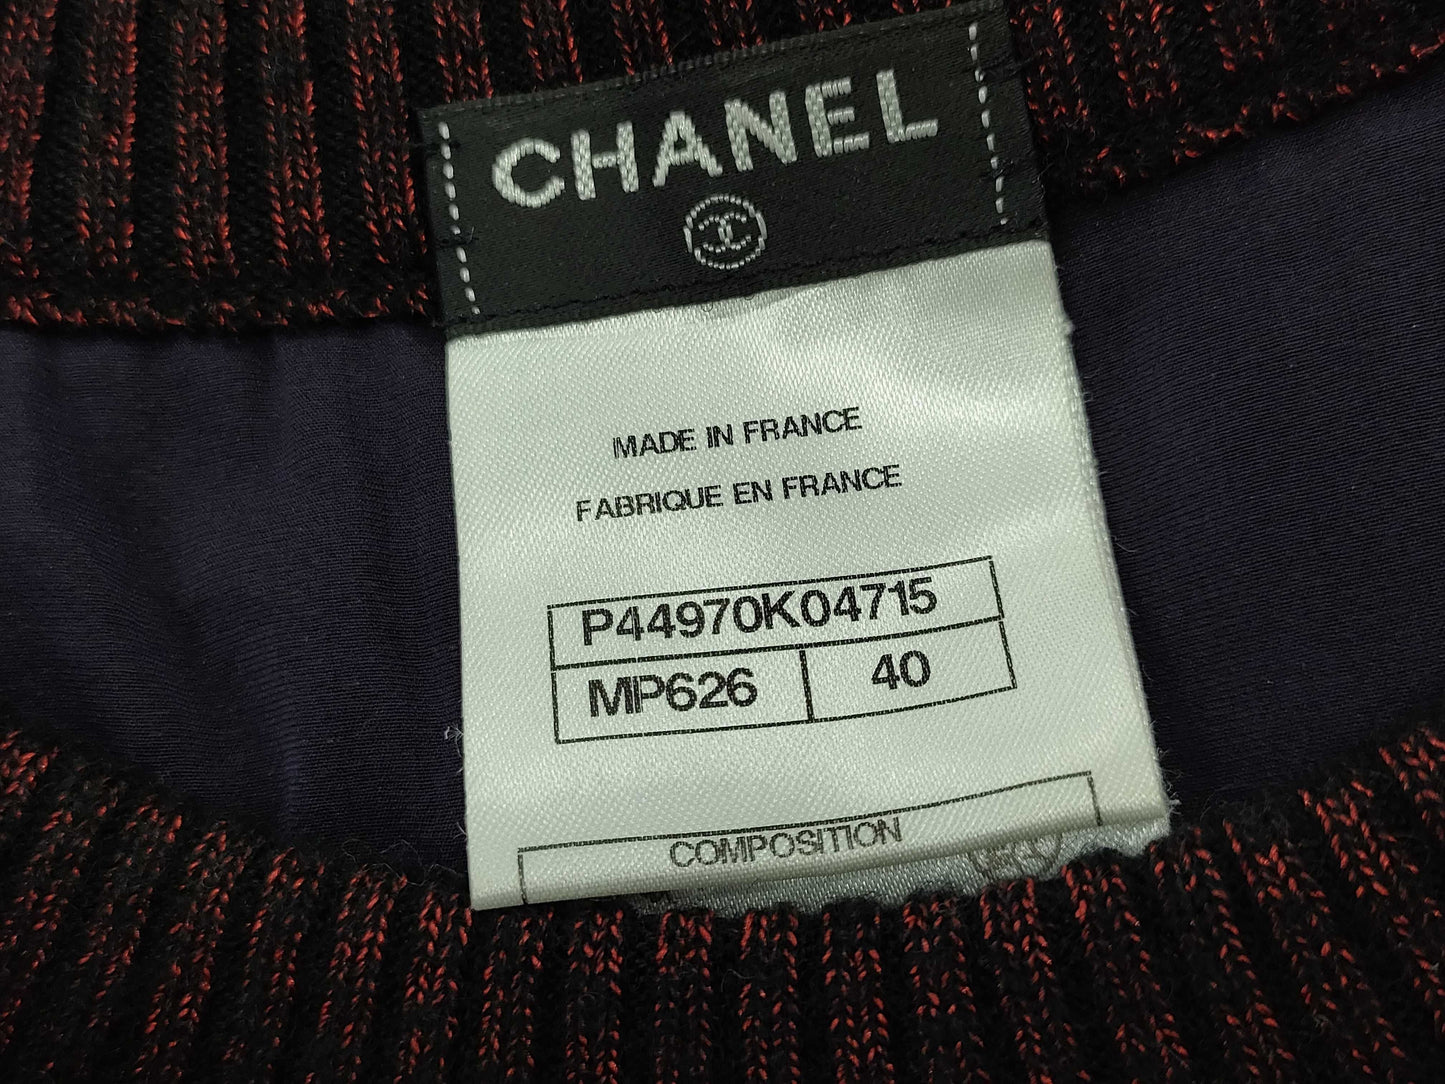 CHANEL
MADE IN FRANCE
FABRIQUE EN FRANCE
P44970K04715
MP626 40
COMPOSITION